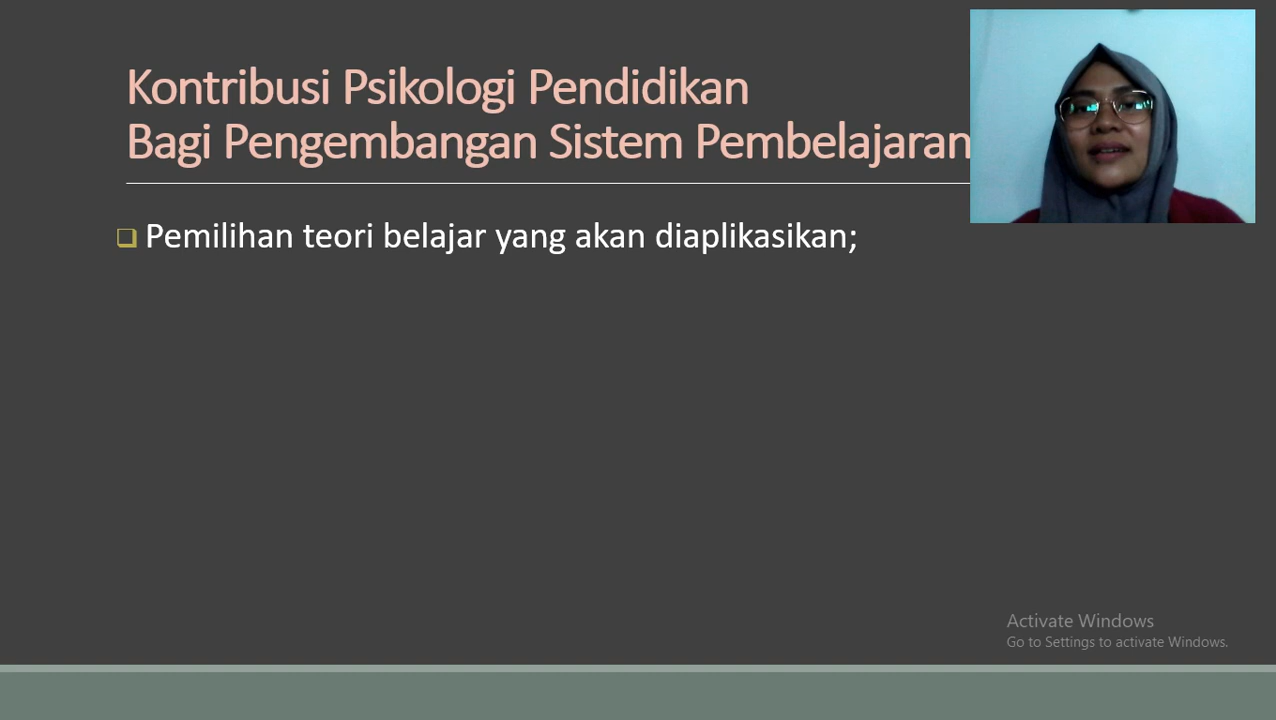 Kontribusi Psikologi Pendidikan
Bagi Pengembangan Sistem Pembelajaran
Pemilihan teori belajar yang akan diaplikasikan;
Activate Windows
Go to Settings to activate Windows.